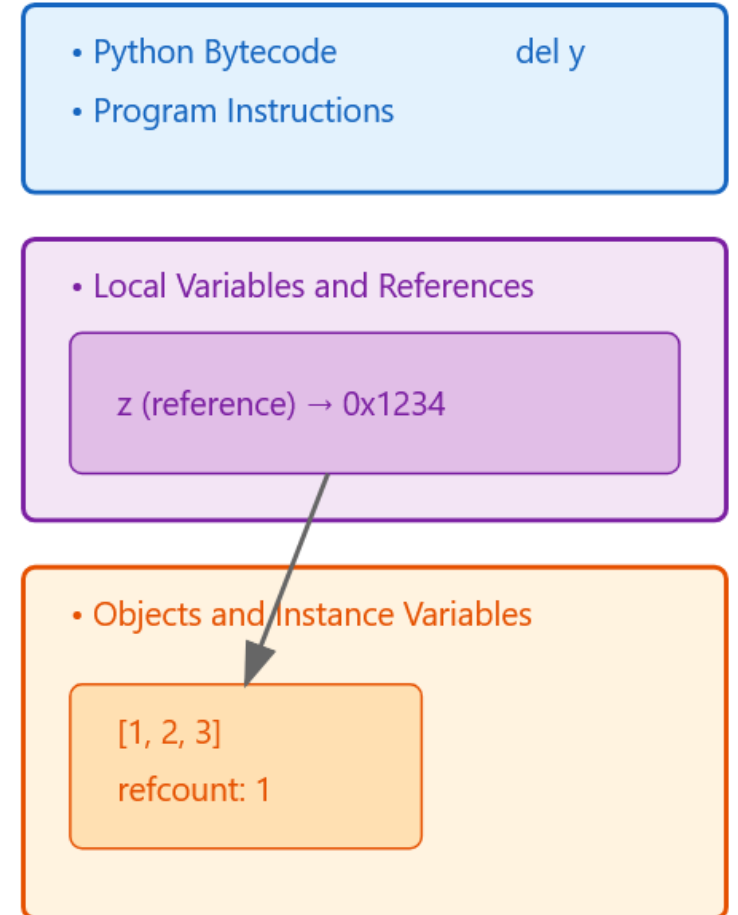 • Python Bytecode del y
• Program Instructions
• Local Variables and References
z (reference) → 0x1234
• Objects and Instance Variables
[1, 2, 3]
refcount: 1